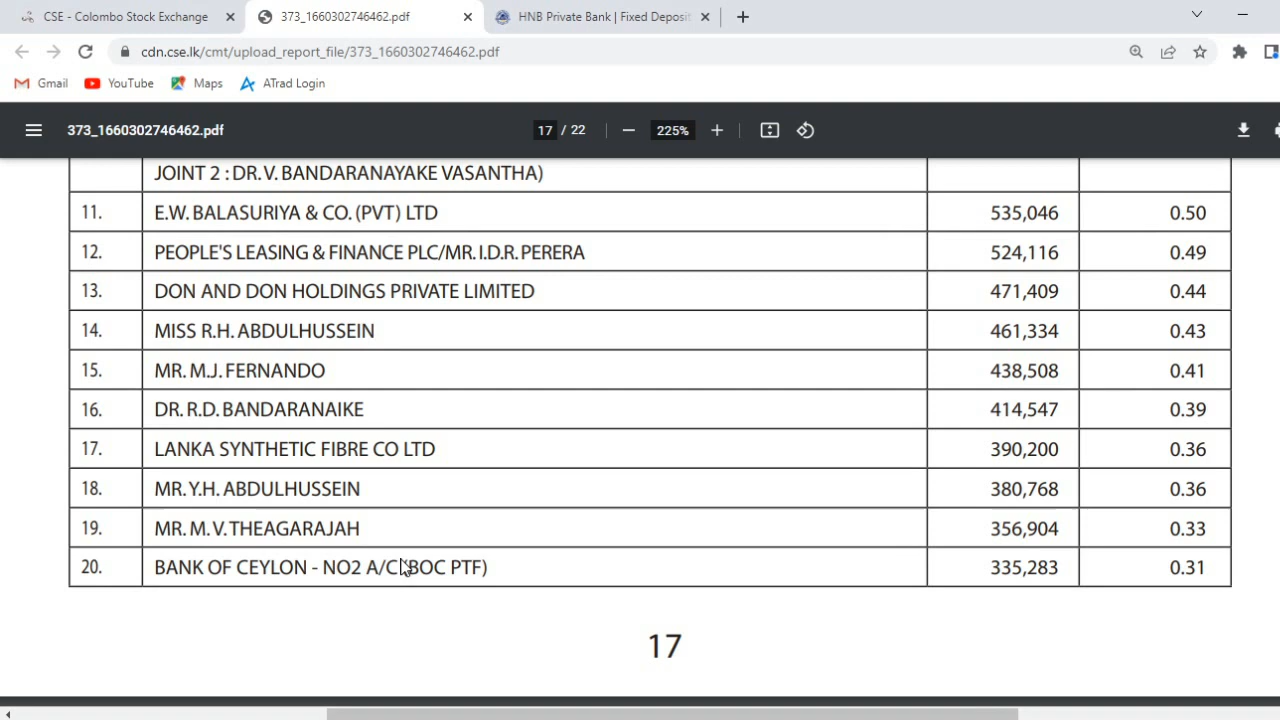 CSE - Colombo Stock Exchange
373_1660302746462.pdf
HNB Private Bank | Fixed Deposit
cdn.cse.lk/cmt/upload_report_file/373_1660302746462.pdf
Gmail YouTube Maps ATrad Login
373_1660302746462.pdf 17 / 22 225%
JOINT 2 : DR. V. BANDARANAYAKE VASANTHA)
11. E.W. BALASURIYA & CO. (PVT) LTD 535,046 0.50
12. PEOPLE'S LEASING & FINANCE PLC/MR. I.D.R. PERERA 524,116 0.49
13. DON AND DON HOLDINGS PRIVATE LIMITED 471,409 0.44
14. MISS R.H. ABDULHUSSEIN 461,334 0.43
15. MR. M.J. FERNANDO 438,508 0.41
16. DR. R.D. BANDARANAIKE 414,547 0.39
17. LANKA SYNTHETIC FIBRE CO LTD 390,200 0.36
18. MR. Y.H. ABDULHUSSEIN 380,768 0.36
19. MR. M. V. THEAGARAJAH 356,904 0.33
20. BANK OF CEYLON - NO2 A/C (BOC PTF) 335,283 0.31
17